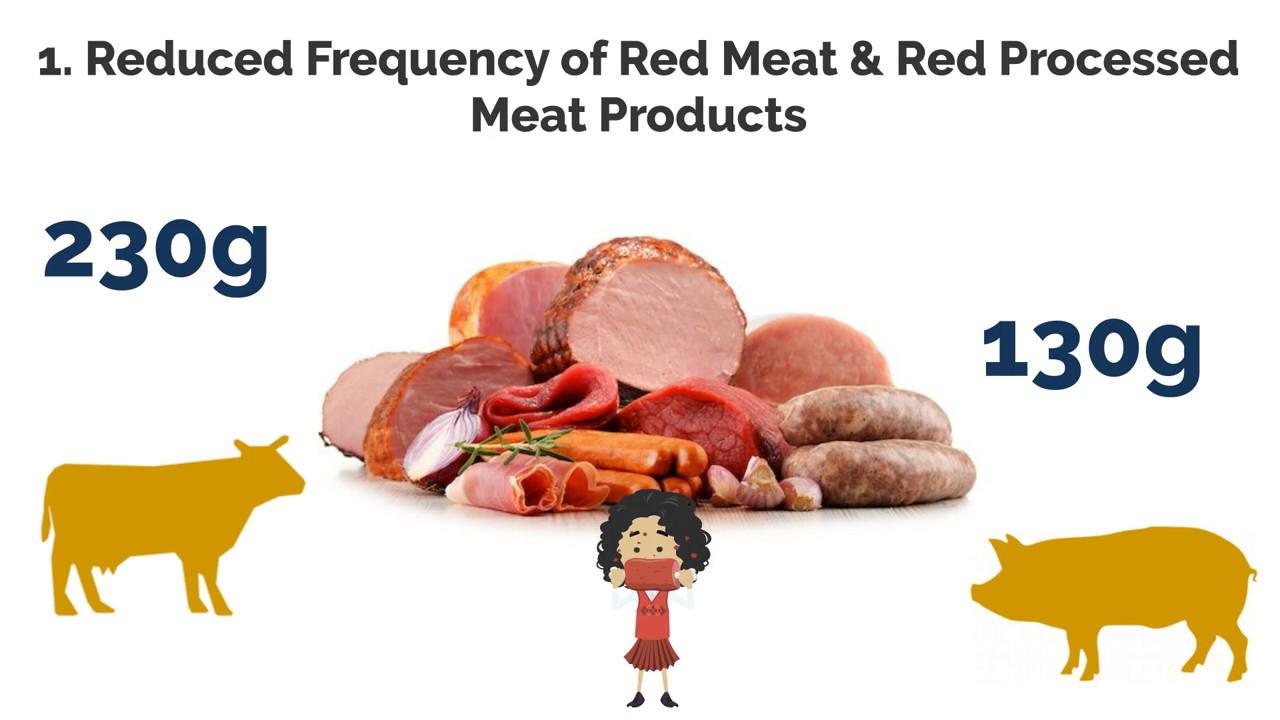 1. Reduced Frequency of Red Meat & Red Processed
Meat Products
230g
130g